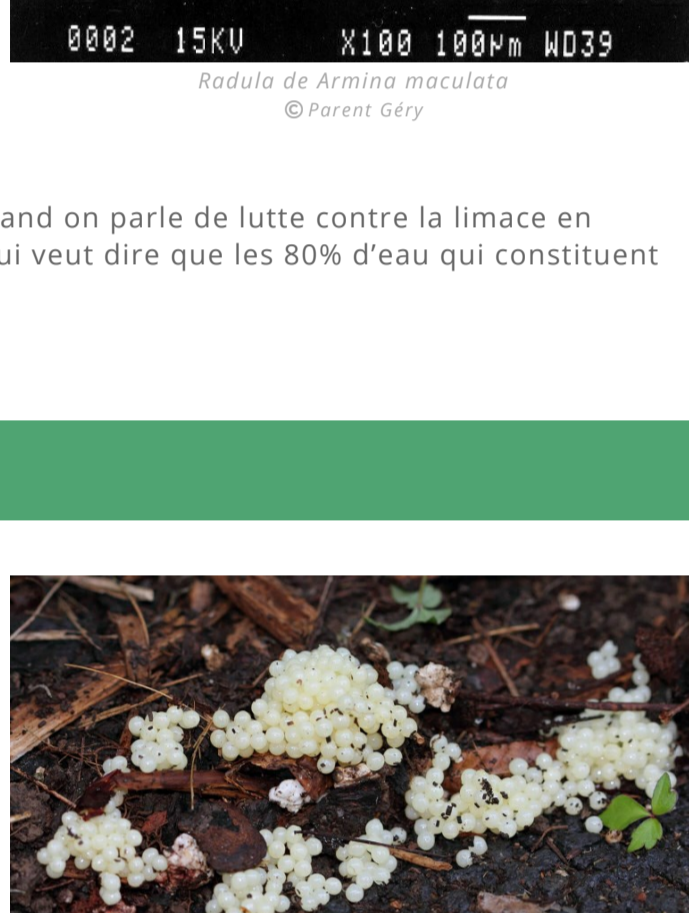 0002 15KV X100 100µm WD39
Radula de Armina maculata
© Parent Géry
and on parle de lutte contre la limace en
ui veut dire que les 80% d’eau qui constituent